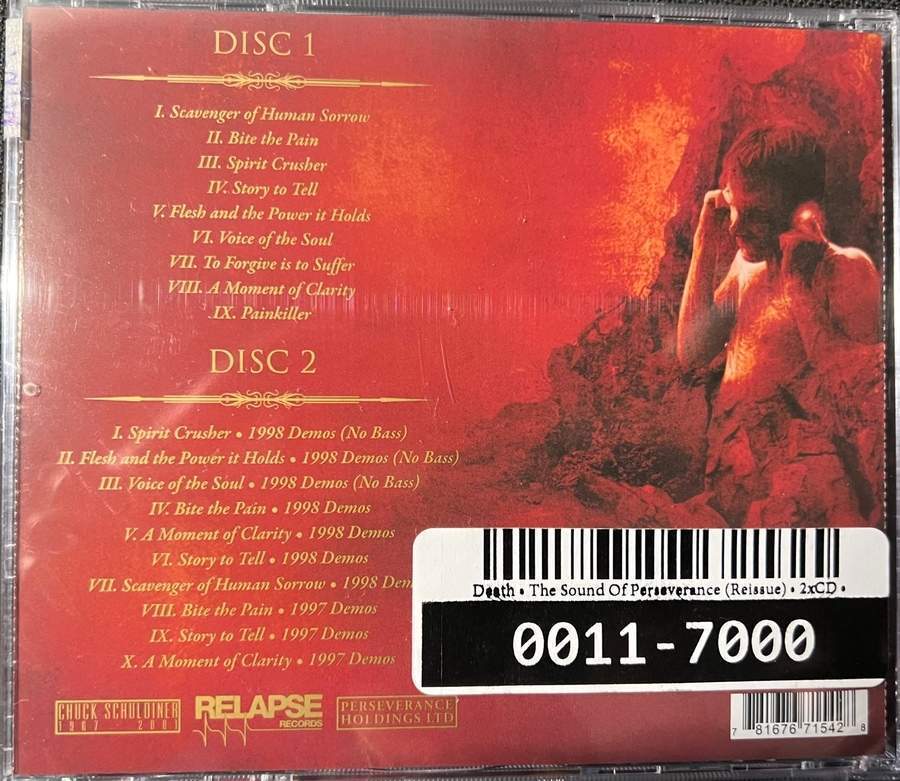 DISC 1
I. Scavenger of Human Sorrow
II. Bite the Pain
III. Spirit Crusher
IV. Story to Tell
V. Flesh and the Power it Holds
VI. Voice of the Soul
VII. To Forgive is to Suffer
VIII. A Moment of Clarity
IX. Painkiller
DISC 2
I. Spirit Crusher • 1998 Demos (No Bass)
II. Flesh and the Power it Holds • 1998 Demos (No Bass)
III. Voice of the Soul • 1998 Demos (No Bass)
IV. Bite the Pain • 1998 Demos
V. A Moment of Clarity • 1998 Demos
VI. Story to Tell • 1998 Demos
VII. Scavenger of Human Sorrow • 1998 Dem
VIII. Bite the Pain • 1997 Demos
IX. Story to Tell • 1997 Demos
X. A Moment of Clarity • 1997 Demos
Death • The Sound Of Perseverance (Reissue) • 2xCD •
0011-7000
CHUCK SCHULDINER
1967 - 2001
RELAPSE
RECORDS
PERSEVERANCE
HOLDINGS LTD
7 81676 71542 8